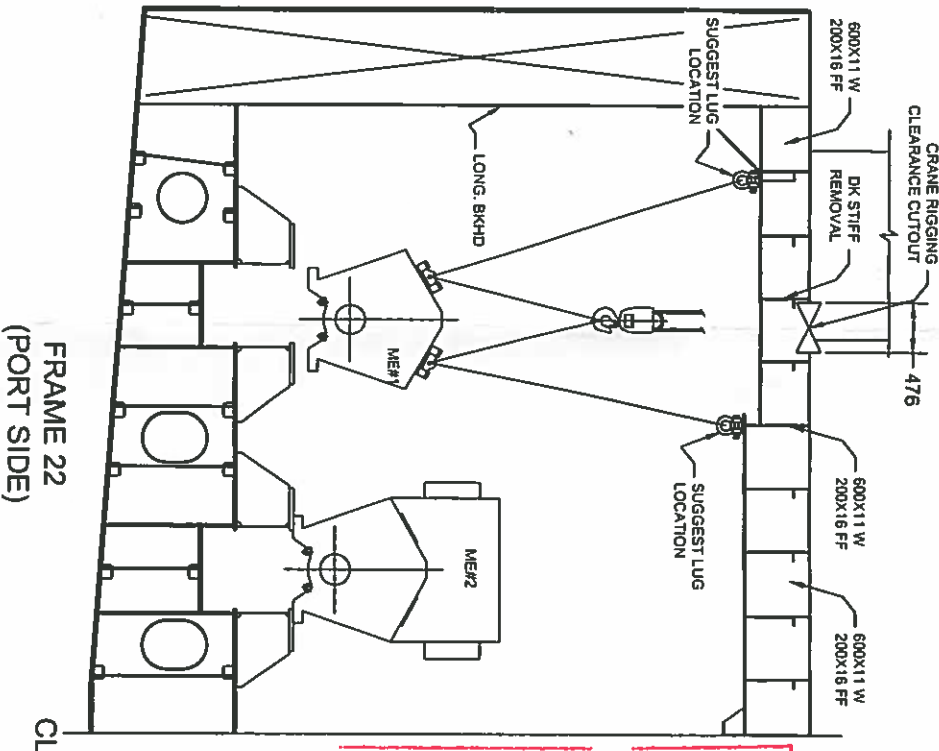 600X11 W
200X16 FF
CRANE RIGGING
CLEARANCE CUTOUT
476
SUGGEST LUG
LOCATION
DK STIFF
REMOVAL
600X11 W
200X16 FF
600X11 W
200X16 FF
LONG. BKHD
SUGGEST LUG
LOCATION
ME#1
ME#2
FRAME 22
(PORT SIDE)
CL